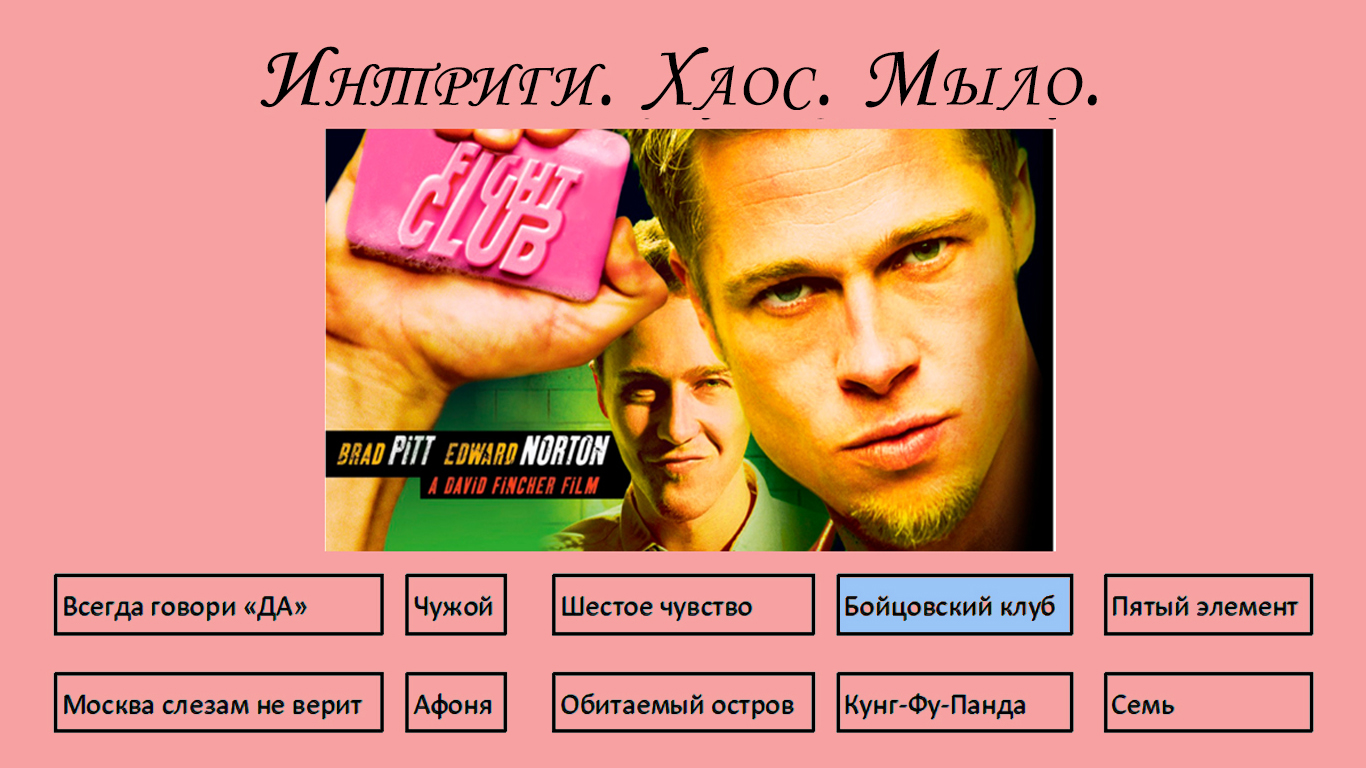 Интриги. Хаос. Мыло.
FIGHT
CLUB
BRAD PITT EDWARD NORTON
A DAVID FINCHER FILM
Всегда говори «ДА»
Чужой
Шестое чувство
Бойцовский клуб
Пятый элемент
Москва слезам не верит
Афоня
Обитаемый остров
Кунг-Фу-Панда
Семь